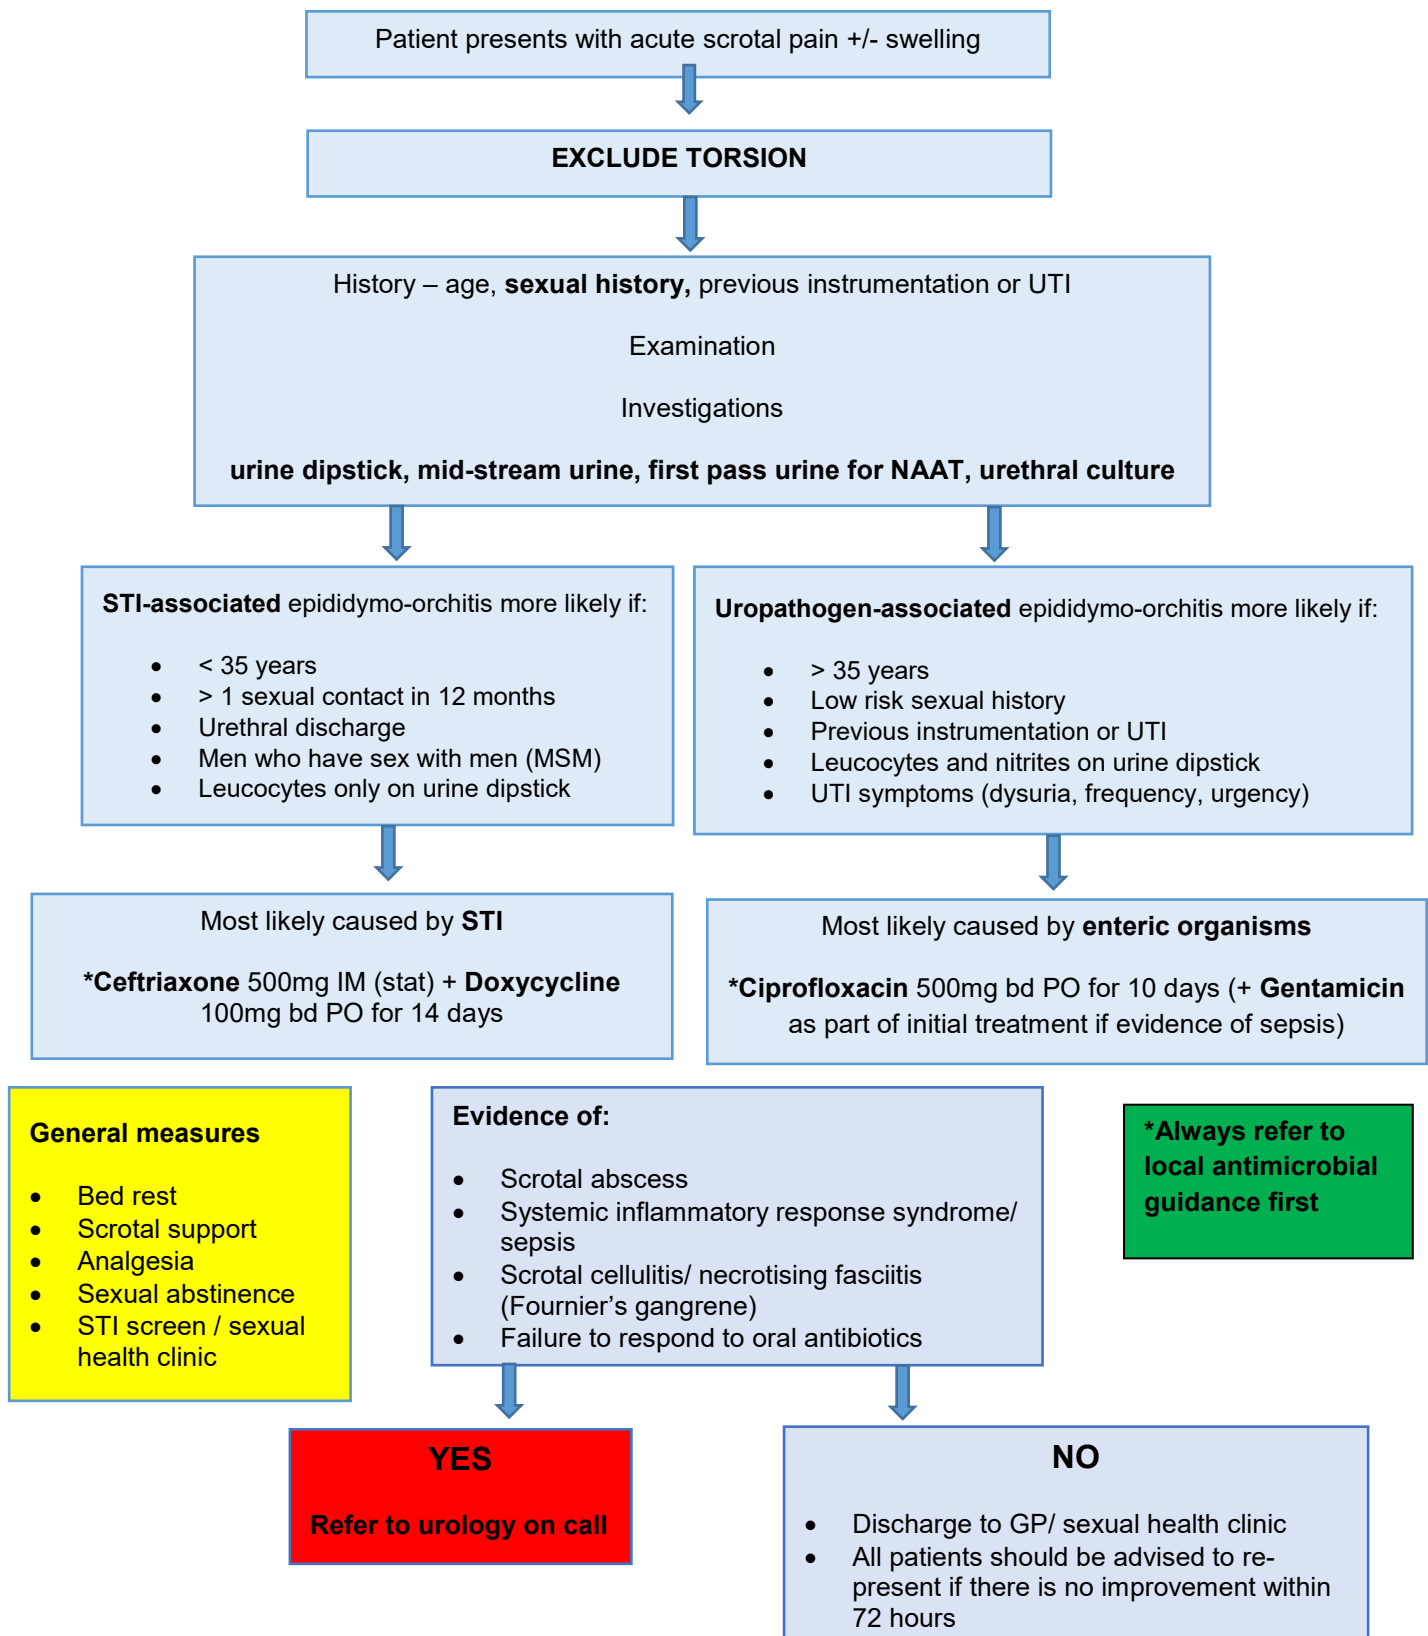 Patient presents with acute scrotal pain +/- swelling
EXCLUDE TORSION
History – age, sexual history, previous instrumentation or UTI
Examination
Investigations
urine dipstick, mid-stream urine, first pass urine for NAAT, urethral culture
STI-associated epididymo-orchitis more likely if:
• < 35 years
• > 1 sexual contact in 12 months
• Urethral discharge
• Men who have sex with men (MSM)
• Leucocytes only on urine dipstick
Uropathogen-associated epididymo-orchitis more likely if:
• > 35 years
• Low risk sexual history
• Previous instrumentation or UTI
• Leucocytes and nitrites on urine dipstick
• UTI symptoms (dysuria, frequency, urgency)
Most likely caused by STI
*Ceftriaxone 500mg IM (stat) + Doxycycline
100mg bd PO for 14 days
Most likely caused by enteric organisms
*Ciprofloxacin 500mg bd PO for 10 days (+ Gentamicin
as part of initial treatment if evidence of sepsis)
General measures
• Bed rest
• Scrotal support
• Analgesia
• Sexual abstinence
• STI screen / sexual
health clinic
Evidence of:
• Scrotal abscess
• Systemic inflammatory response syndrome/
sepsis
• Scrotal cellulitis/ necrotising fasciitis
(Fournier’s gangrene)
• Failure to respond to oral antibiotics
*Always refer to
local antimicrobial
guidance first
YES
Refer to urology on call
NO
• Discharge to GP/ sexual health clinic
• All patients should be advised to re-
present if there is no improvement within
72 hours